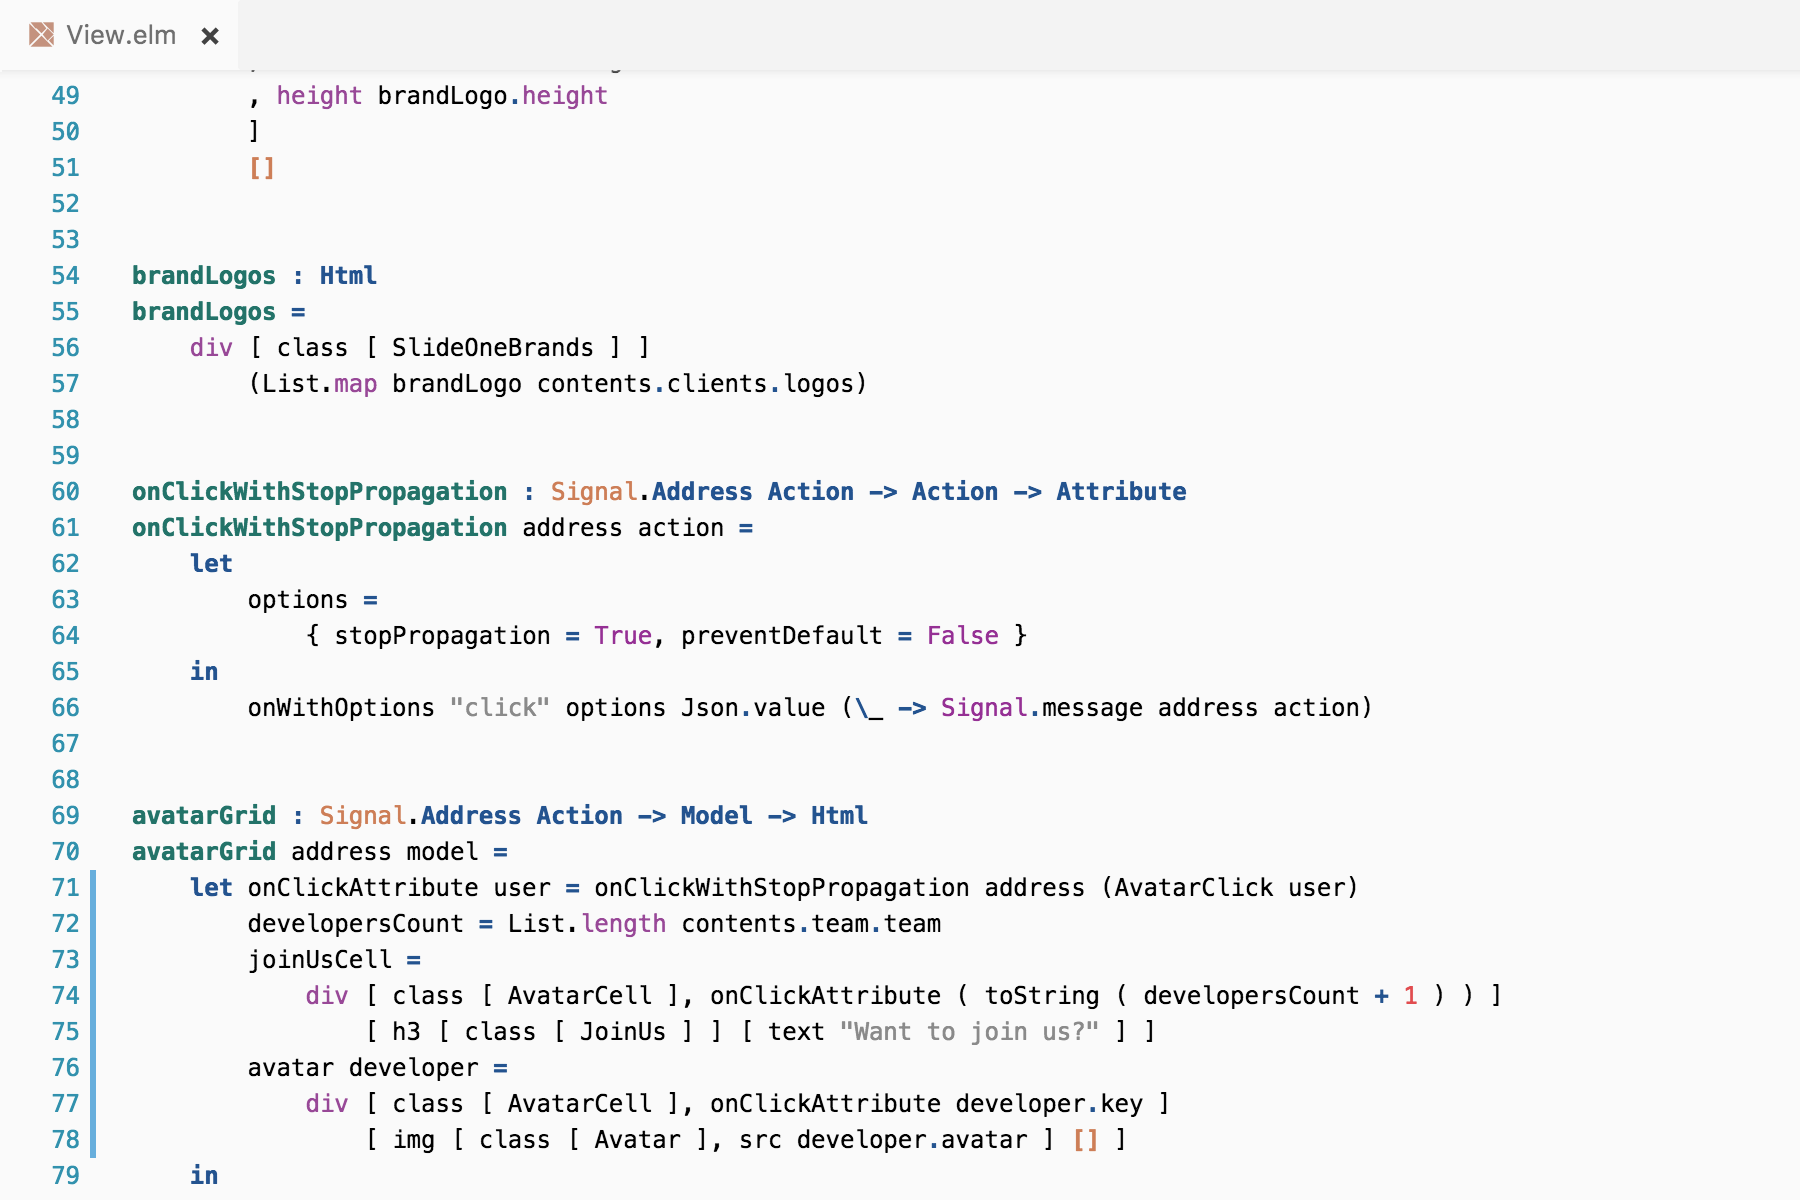 View.elm ×
49 , height brandLogo.height
50 ]
51 []
52
53
54 brandLogos : Html
55 brandLogos =
56 div [ class [ SlideOneBrands ] ]
57 (List.map brandLogo contents.clients.logos)
58
59
60 onClickWithStopPropagation : Signal.Address Action -> Action -> Attribute
61 onClickWithStopPropagation address action =
62 let
63 options =
64 { stopPropagation = True, preventDefault = False }
65 in
66 onWithOptions "click" options Json.value (\_ -> Signal.message address action)
67
68
69 avatarGrid : Signal.Address Action -> Model -> Html
70 avatarGrid address model =
71 let onClickAttribute user = onClickWithStopPropagation address (AvatarClick user)
72 developersCount = List.length contents.team.team
73 joinUsCell =
74 div [ class [ AvatarCell ], onClickAttribute ( toString ( developersCount + 1 ) ) ]
75 [ h3 [ class [ JoinUs ] ] [ text "Want to join us?" ] ]
76 avatar developer =
77 div [ class [ AvatarCell ], onClickAttribute developer.key ]
78 [ img [ class [ Avatar ], src developer.avatar ] [] ]
79 in